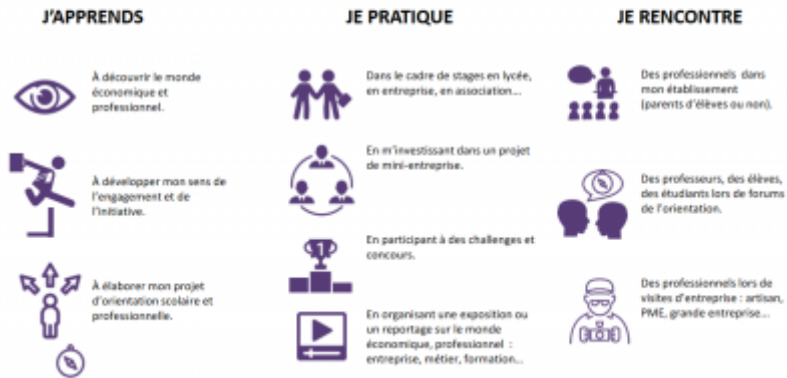 J'APPRENDS
À découvrir le monde
économique et
professionnel.
À développer mon sens de
l'engagement et de
l'initiative.
À élaborer mon projet
d'orientation scolaire et
professionnelle.
JE PRATIQUE
Dans le cadre de stages en lycée,
en entreprise, en association...
En m'investissant dans un projet
de mini-entreprise.
1
En participant à des challenges et
concours.
En organisant une exposition ou
un reportage sur le monde
économique, professionnel :
entreprise, métier, formation...
JE RENCONTRE
Des professionnels dans
mon établissement
(parents d'élèves ou non).
Des professeurs, des élèves,
des étudiants lors de forums
de l'orientation.
Des professionnels lors de
visites d'entreprise : artisan,
PME, grande entreprise...